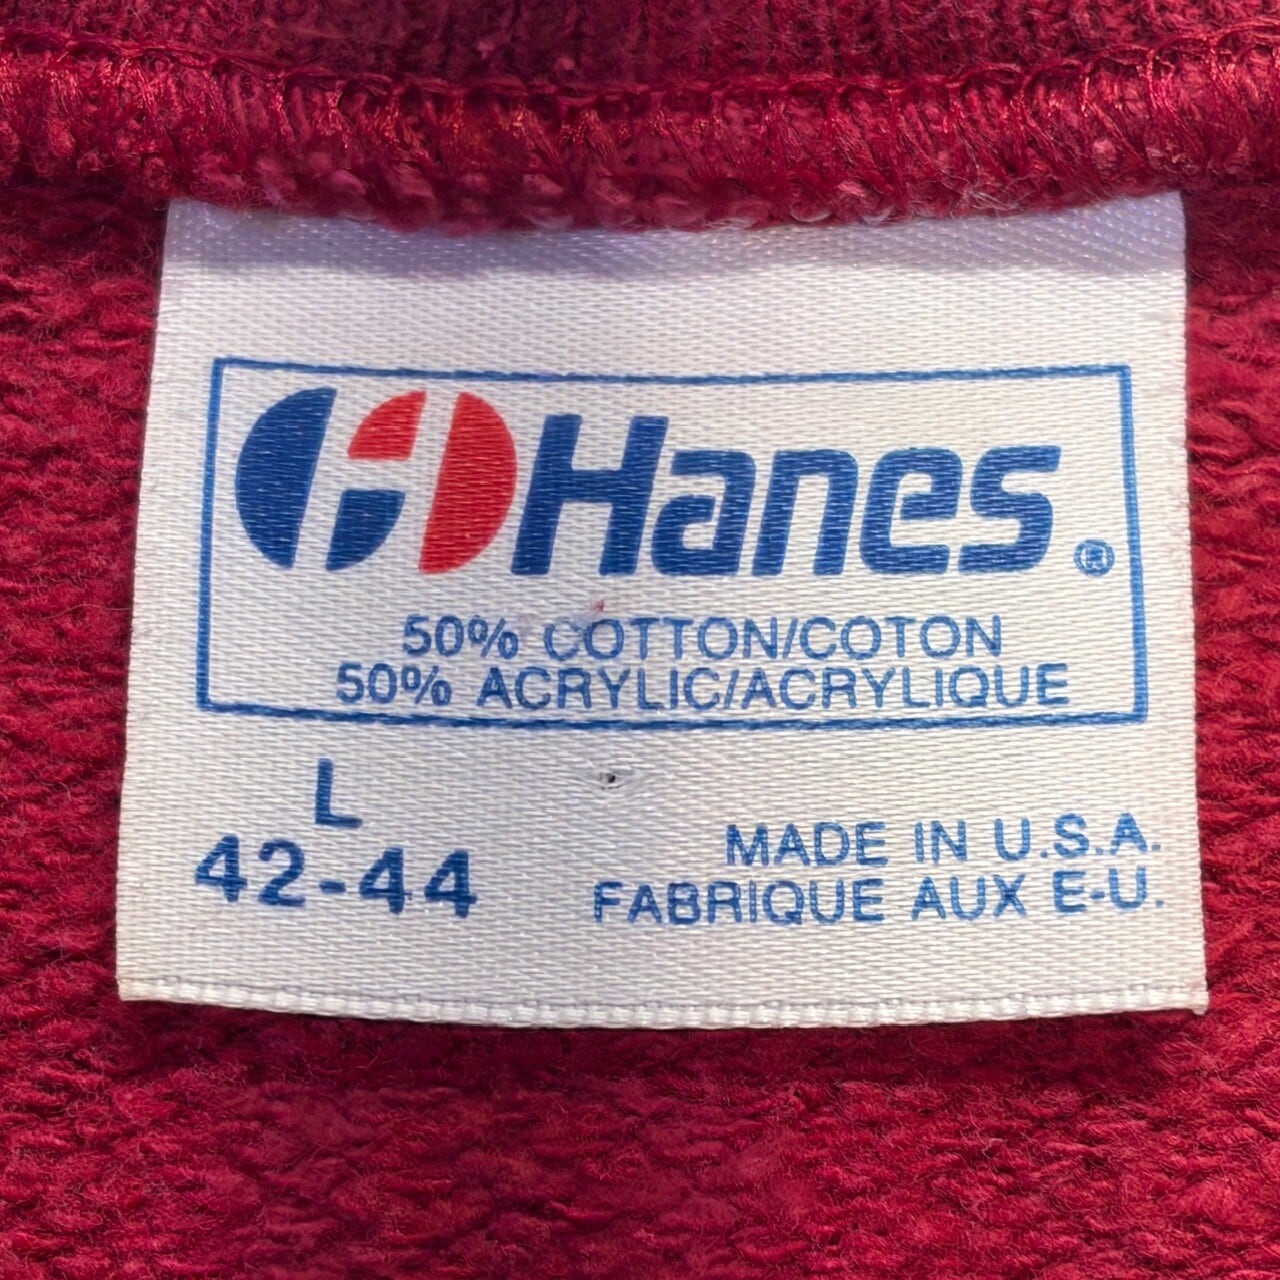 Hanes®
50% COTTON/COTON
50% ACRYLIC/ACRYLIQUE
L
42-44
MADE IN U.S.A.
FABRIQUE AUX E-U.